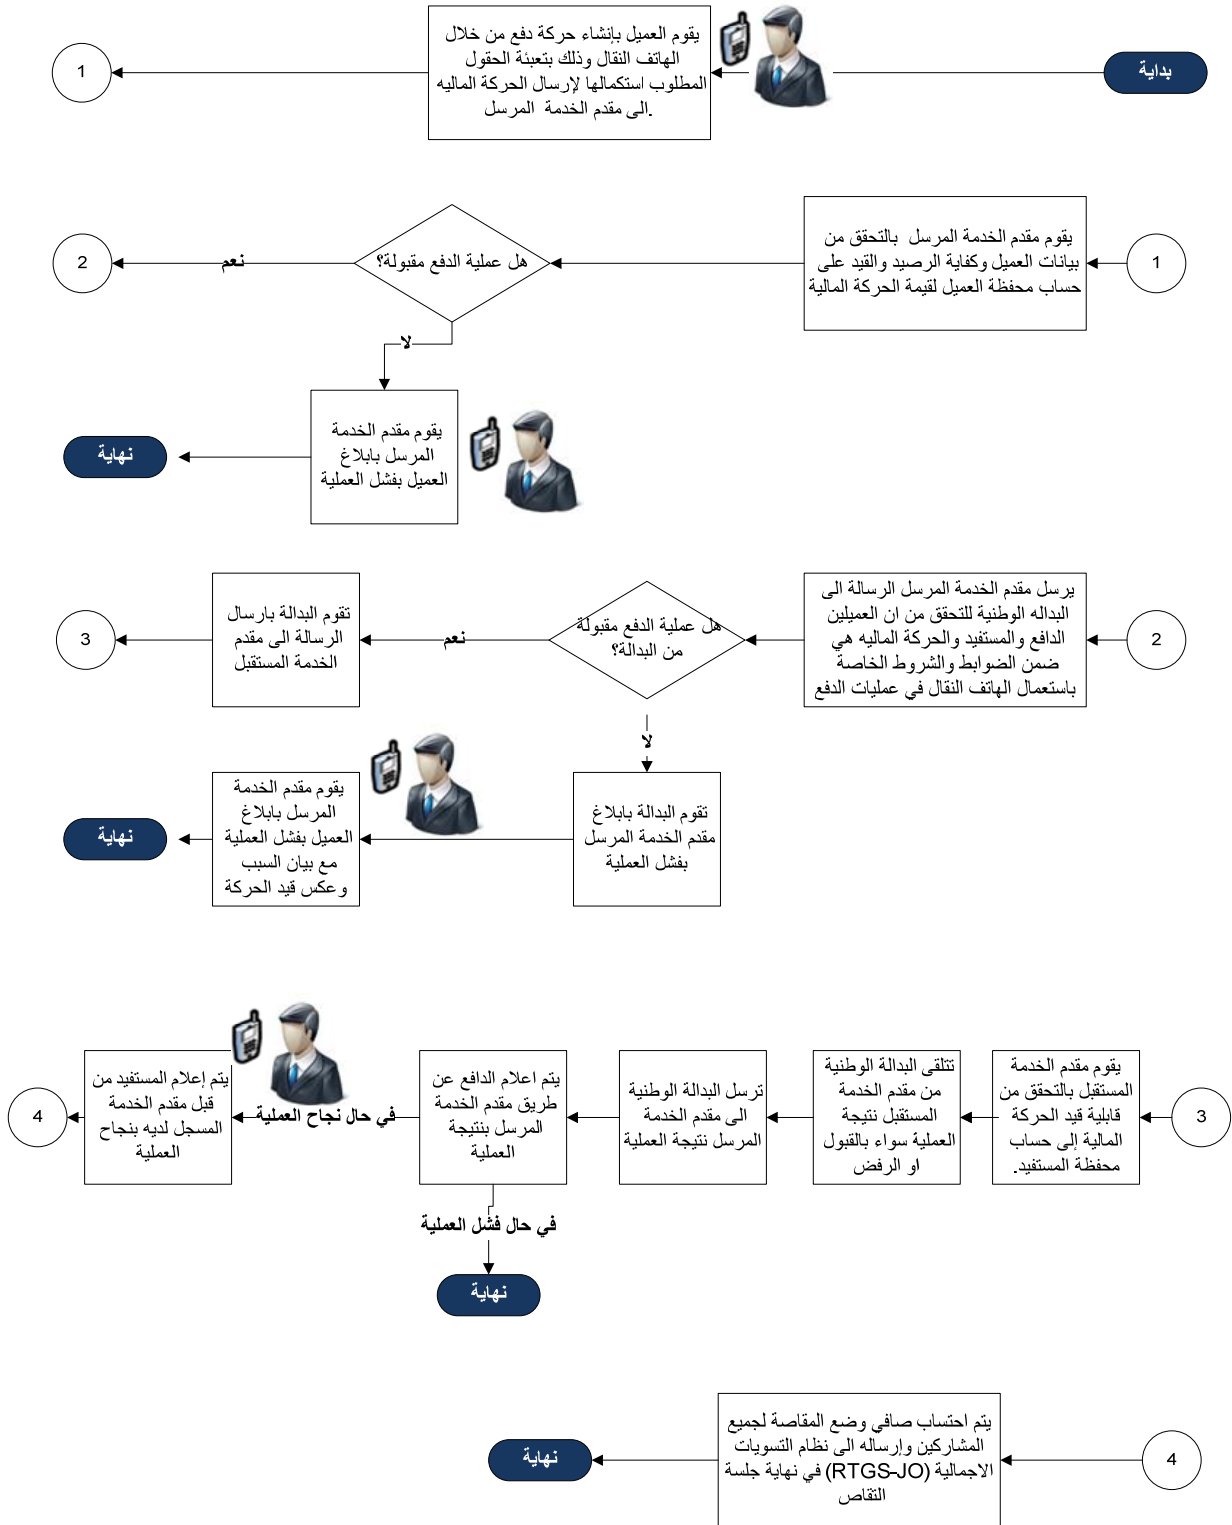 بداية
يقوم العميل بإنشاء حركة دفع من خلال
الهاتف النقال وذلك بتعبئة الحقول
المطلوب استكمالها لإرسال الحركة الماليه
الى مقدم الخدمة المرسل.
1
1
يقوم مقدم الخدمة المرسل بالتحقق من
بيانات العميل وكفاية الرصيد والقيد على
حساب محفظة العميل لقيمة الحركة المالية
هل عملية الدفع مقبولة؟
نعم
2
لا
يقوم مقدم الخدمة
المرسل بابلاغ
العميل بفشل العملية
نهاية
2
يرسل مقدم الخدمة المرسل الرسالة الى
البداله الوطنية للتحقق من ان العميلين
الدافع والمستفيد والحركة الماليه هي
ضمن الضوابط والشروط الخاصة
باستعمال الهاتف النقال في عمليات الدفع
هل عملية الدفع مقبولة
من البدالة؟
نعم
تقوم البدالة بارسال
الرسالة الى مقدم
الخدمة المستقبل
3
لا
تقوم البدالة بابلاغ
مقدم الخدمة المرسل
بفشل العملية
يقوم مقدم الخدمة
المرسل بابلاغ
العميل بفشل العملية
مع بيان السبب
وعكس قيد الحركة
نهاية
3
يقوم مقدم الخدمة
المستقبل بالتحقق من
قابلية قيد الحركة
المالية إلى حساب
محفظة المستفيد.
تتلقى البدالة الوطنية
من مقدم الخدمة
المستقبل نتيجة
العملية سواء بالقبول
او الرفض
ترسل البدالة الوطنية
الى مقدم الخدمة
المرسل نتيجة العملية
يتم اعلام الدافع عن
طريق مقدم الخدمة
المرسل بنتيجة
العملية
في حال نجاح العملية
يتم إعلام المستفيد من
قبل مقدم الخدمة
المسجل لديه بنجاح
العملية
4
في حال فشل العملية
نهاية
4
يتم احتساب صافي وضع المقاصة لجميع
المشاركين وإرساله الى نظام التسويات
الاجمالية (RTGS-JO) في نهاية جلسة
التقاص
نهاية